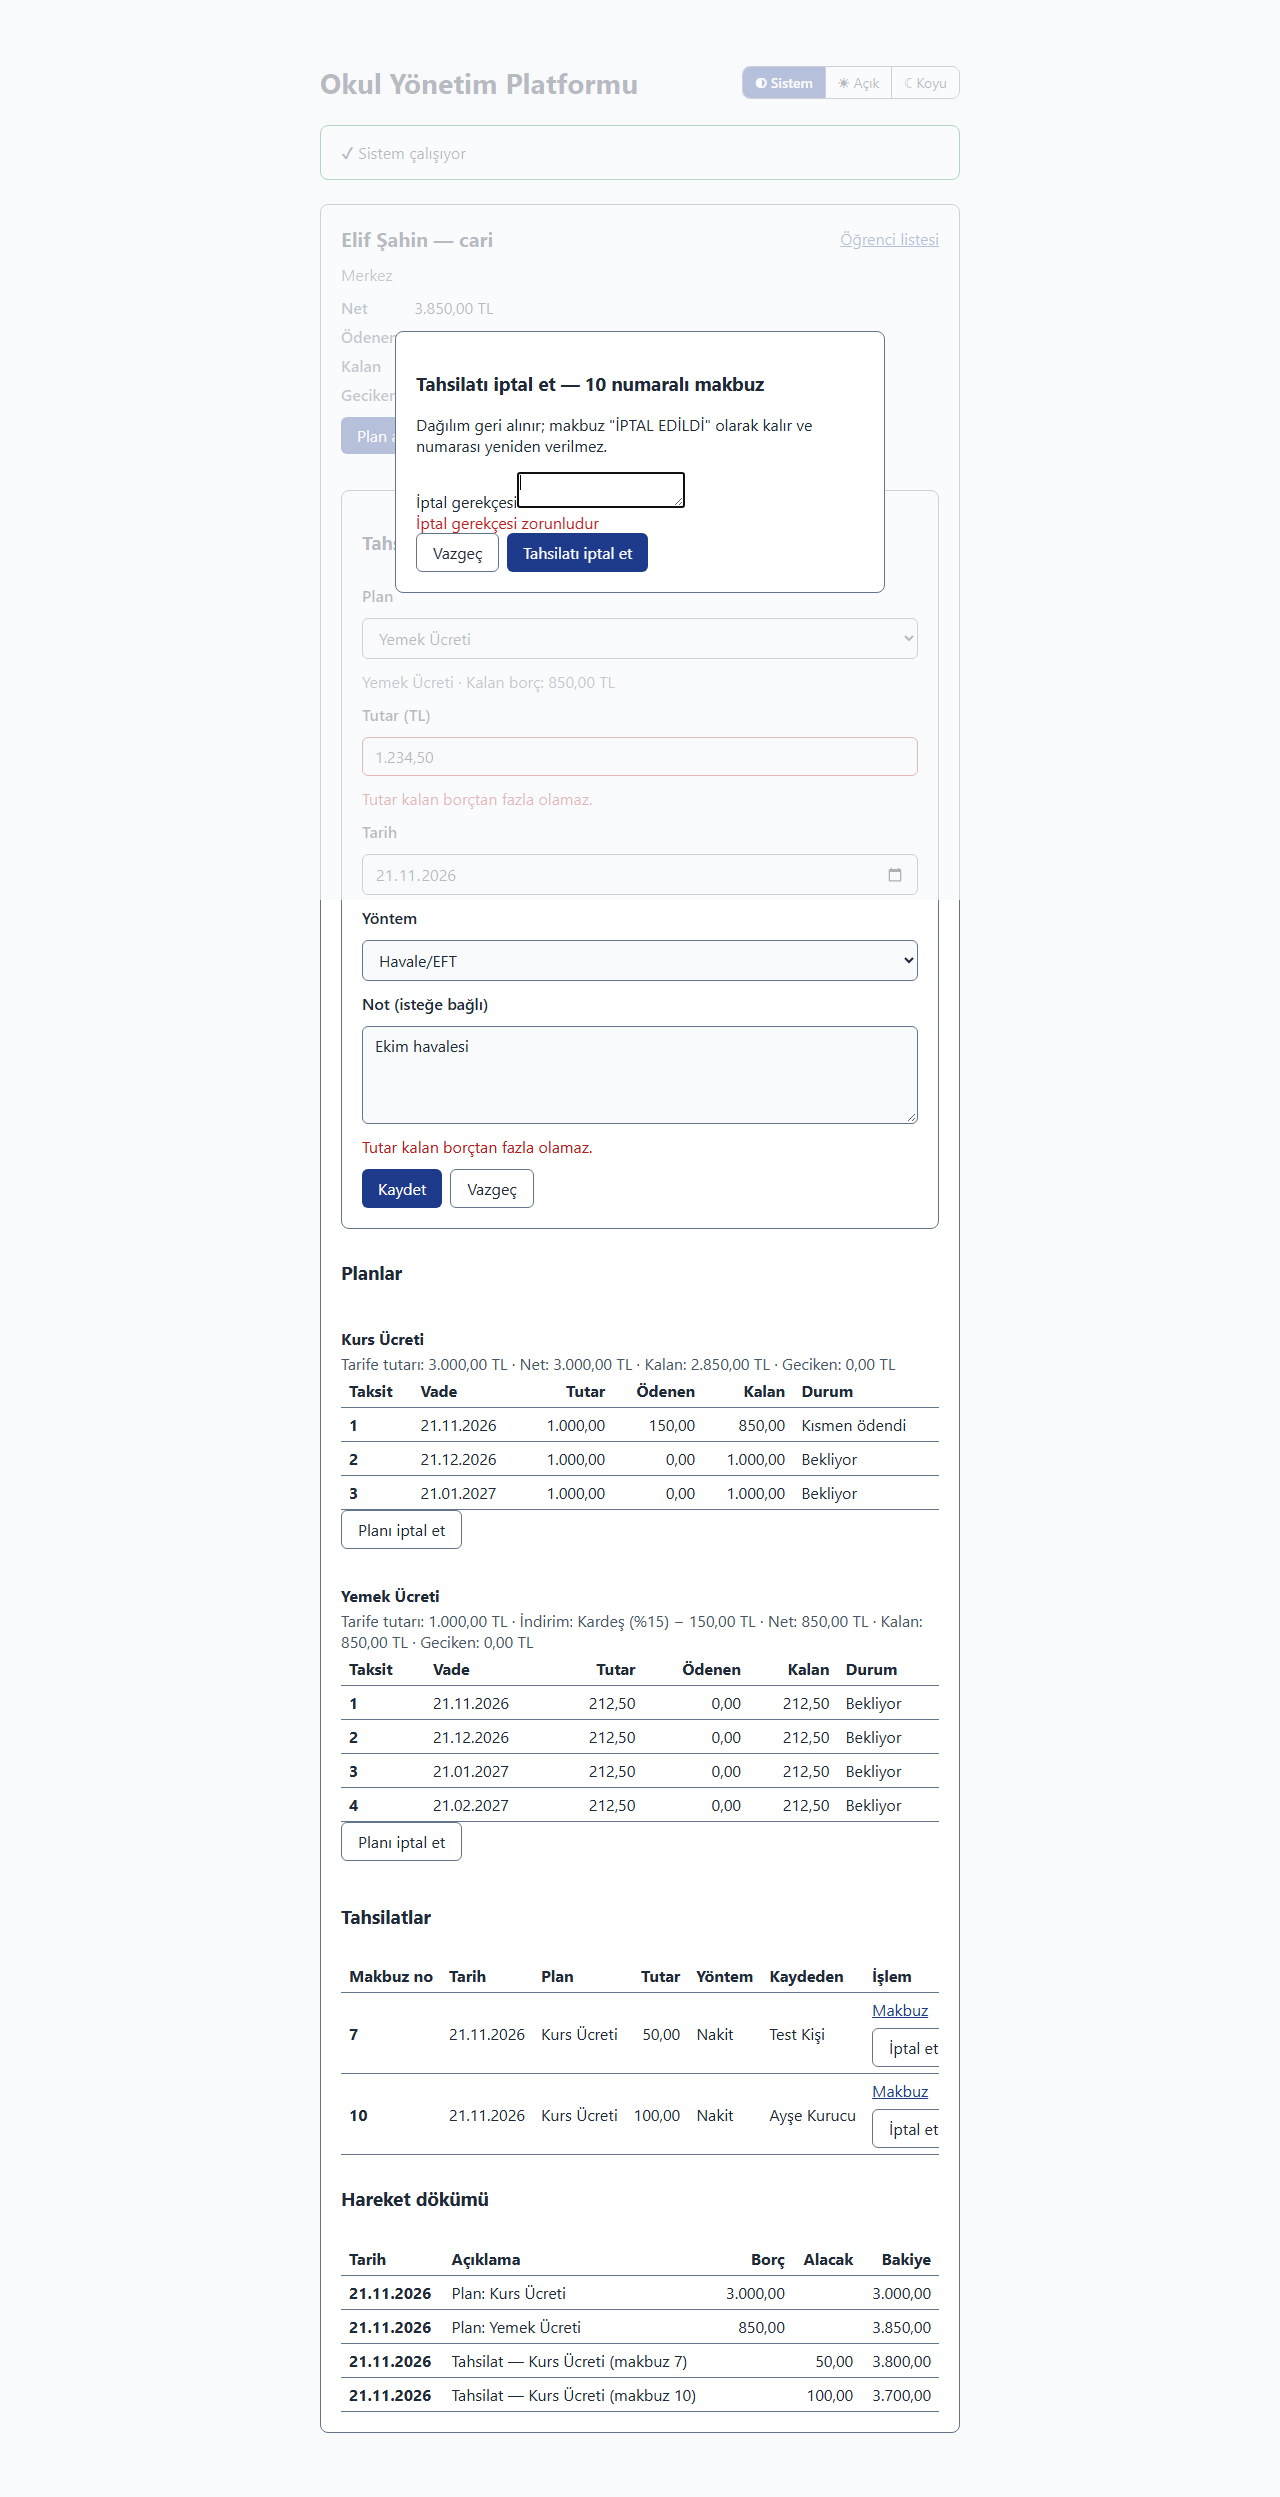 Okul Yönetim Platformu
◐ Sistem ☀ Açık ☾ Koyu
✓ Sistem çalışıyor
Elif Şahin — cari Öğrenci listesi
Merkez
Net 3.850,00 TL
Ödenen
Kalan
Geciken
Plan a
Tahsilatı iptal et — 10 numaralı makbuz
Dağılım geri alınır; makbuz "İPTAL EDİLDİ" olarak kalır ve
numarası yeniden verilmez.
İptal gerekçesi
İptal gerekçesi zorunludur
Vazgeç Tahsilatı iptal et
Tahs
Plan
Yemek Ücreti
Yemek Ücreti · Kalan borç: 850,00 TL
Tutar (TL)
1.234,50
Tutar kalan borçtan fazla olamaz.
Tarih
21.11.2026
Yöntem
Havale/EFT
Not (isteğe bağlı)
Ekim havalesi
Tutar kalan borçtan fazla olamaz.
Kaydet Vazgeç
Planlar
Kurs Ücreti
Tarife tutarı: 3.000,00 TL · Net: 3.000,00 TL · Kalan: 2.850,00 TL · Geciken: 0,00 TL
Taksit Vade Tutar Ödenen Kalan Durum
1 21.11.2026 1.000,00 150,00 850,00 Kısmen ödendi
2 21.12.2026 1.000,00 0,00 1.000,00 Bekliyor
3 21.01.2027 1.000,00 0,00 1.000,00 Bekliyor
Planı iptal et
Yemek Ücreti
Tarife tutarı: 1.000,00 TL · İndirim: Kardeş (%15) − 150,00 TL · Net: 850,00 TL · Kalan:
850,00 TL · Geciken: 0,00 TL
Taksit Vade Tutar Ödenen Kalan Durum
1 21.11.2026 212,50 0,00 212,50 Bekliyor
2 21.12.2026 212,50 0,00 212,50 Bekliyor
3 21.01.2027 212,50 0,00 212,50 Bekliyor
4 21.02.2027 212,50 0,00 212,50 Bekliyor
Planı iptal et
Tahsilatlar
Makbuz no Tarih Plan Tutar Yöntem Kaydeden İşlem
7 21.11.2026 Kurs Ücreti 50,00 Nakit Test Kişi Makbuz
İptal et
10 21.11.2026 Kurs Ücreti 100,00 Nakit Ayşe Kurucu Makbuz
İptal et
Hareket dökümü
Tarih Açıklama Borç Alacak Bakiye
21.11.2026 Plan: Kurs Ücreti 3.000,00 3.000,00
21.11.2026 Plan: Yemek Ücreti 850,00 3.850,00
21.11.2026 Tahsilat — Kurs Ücreti (makbuz 7) 50,00 3.800,00
21.11.2026 Tahsilat — Kurs Ücreti (makbuz 10) 100,00 3.700,00